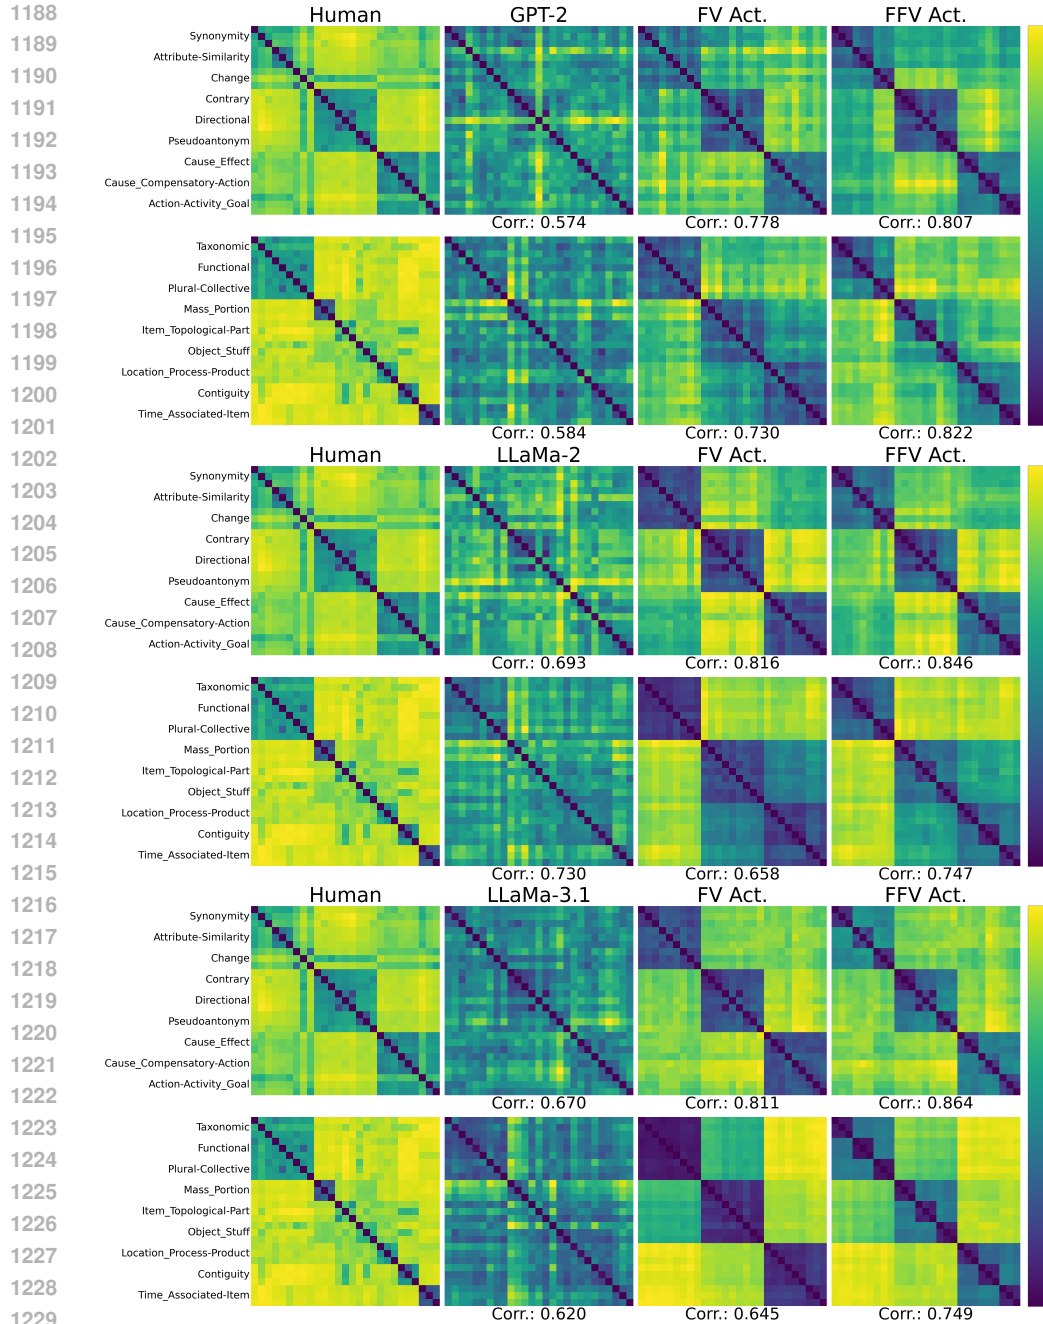 1188
Human GPT-2 FV Act. FFV Act.
Synonymity
1189
Attribute-Similarity
1190
Change
1191
Contrary
Directional
1192
Pseudoantonym
1193
Cause_Effect
Cause_Compensatory-Action
1194
Action-Activity_Goal
Corr.: 0.574 Corr.: 0.778 Corr.: 0.807
1195
Taxonomic
1196
Functional
1197
Plural-Collective
Mass_Portion
1198
Item_Topological-Part
Object_Stuff
1199
Location_Process-Product
1200
Contiguity
1201
Time_Associated-Item
Corr.: 0.584 Corr.: 0.730 Corr.: 0.822
1202
Human LLaMa-2 FV Act. FFV Act.
Synonymity
1203
Attribute-Similarity
1204
Change
Contrary
1205
Directional
1206
Pseudoantonym
Cause_Effect
1207
Cause_Compensatory-Action
1208
Action-Activity_Goal
Corr.: 0.693 Corr.: 0.816 Corr.: 0.846
1209
Taxonomic
1210
Functional
Plural-Collective
1211
Mass_Portion
1212
Item_Topological-Part
Object_Stuff
1213
Location_Process-Product
1214
Contiguity
Time_Associated-Item
1215
Corr.: 0.730 Corr.: 0.658 Corr.: 0.747
1216
Human LLaMa-3.1 FV Act. FFV Act.
Synonymity
1217
Attribute-Similarity
1218
Change
Contrary
1219
Directional
1220
Pseudoantonym
Cause_Effect
1221
Cause_Compensatory-Action
1222
Action-Activity_Goal
Corr.: 0.670 Corr.: 0.811 Corr.: 0.864
1223
Taxonomic
1224
Functional
Plural-Collective
1225
Mass_Portion
1226
Item_Topological-Part
Object_Stuff
1227
Location_Process-Product
1228
Contiguity
Time_Associated-Item
1229
Corr.: 0.620 Corr.: 0.645 Corr.: 0.749